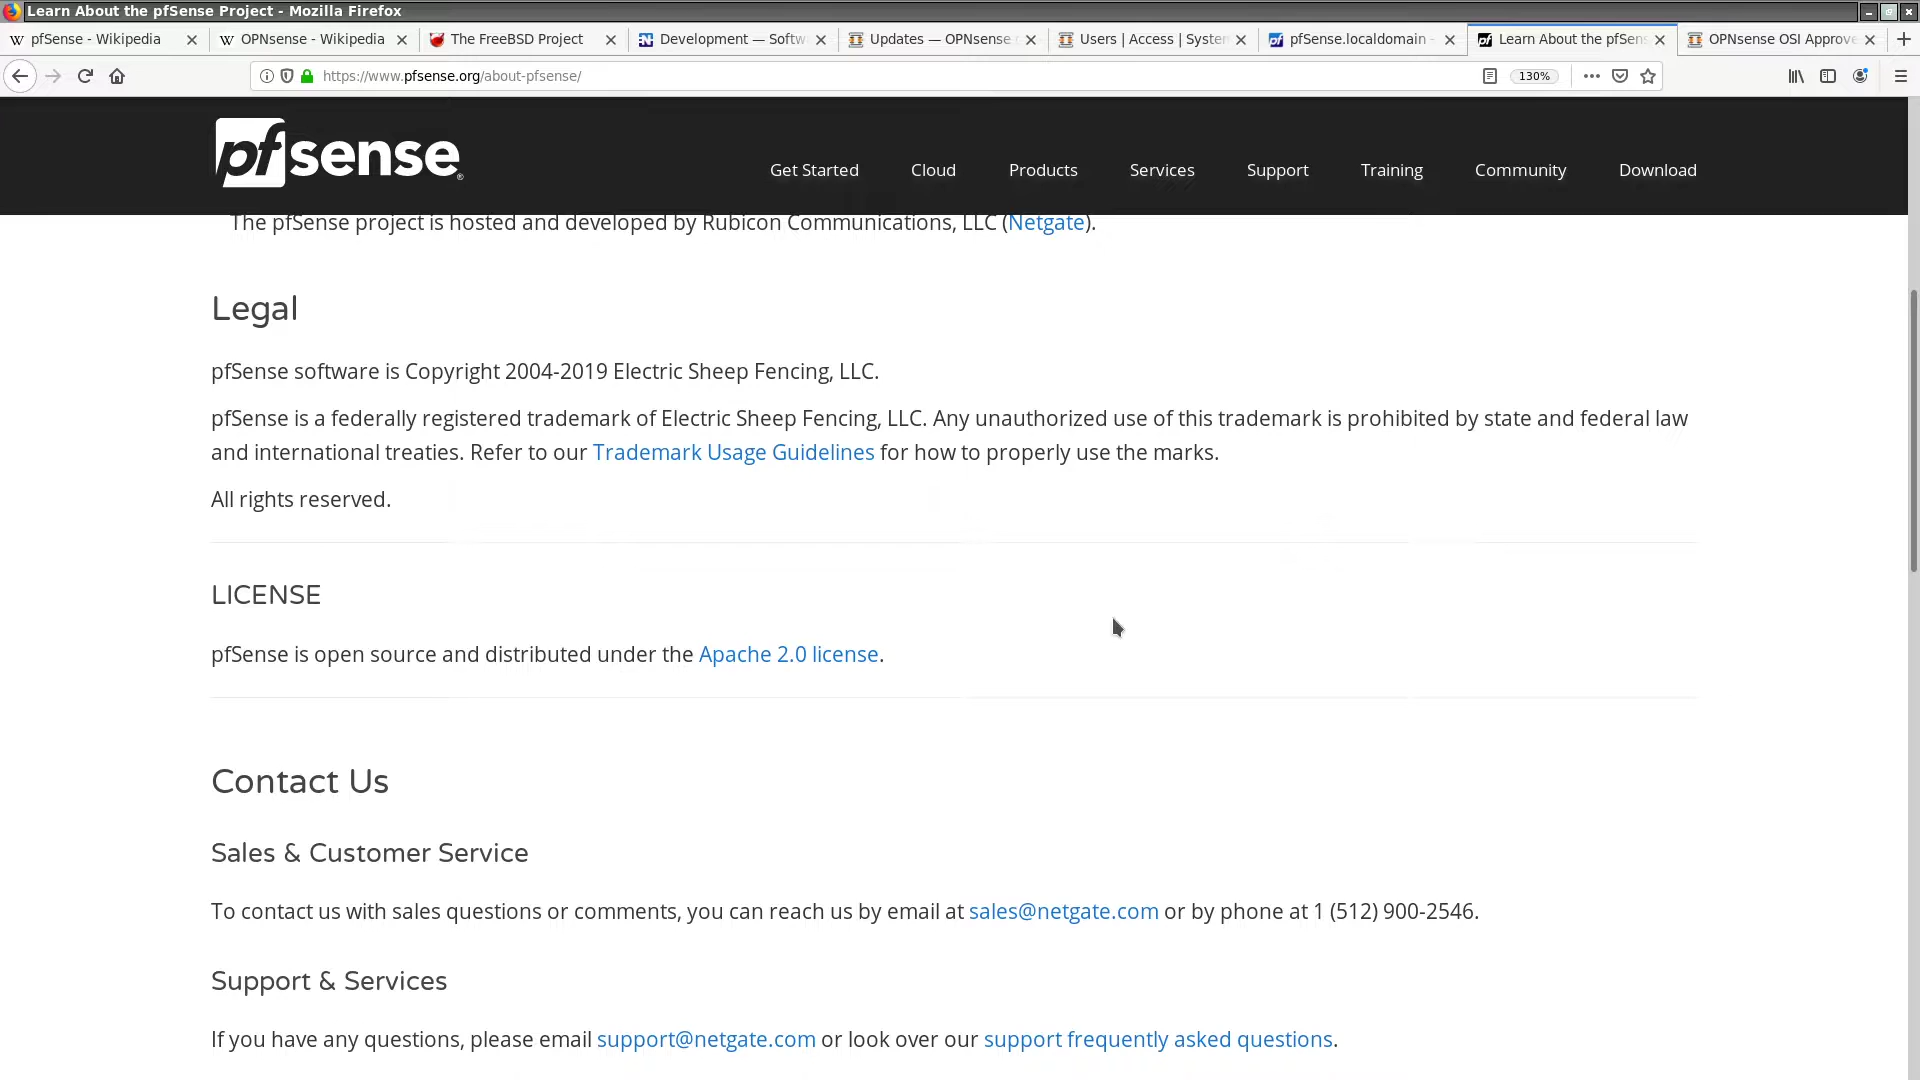 Learn About the pfSense Project - Mozilla Firefox
pfSense - Wikipedia
OPNsense - Wikipedia
The FreeBSD Project
Development — Softw
Updates — OPNsense
Users | Access | System
pfSense.localdomain -
Learn About the pfSens
OPNsense OSI Approve
https://www.pfsense.org/about-pfsense/
130%
pfsense
Get Started
Cloud
Products
Services
Support
Training
Community
Download
The pfSense project is hosted and developed by Rubicon Communications, LLC (Netgate).
Legal
pfSense software is Copyright 2004-2019 Electric Sheep Fencing, LLC.
pfSense is a federally registered trademark of Electric Sheep Fencing, LLC. Any unauthorized use of this trademark is prohibited by state and federal law
and international treaties. Refer to our Trademark Usage Guidelines for how to properly use the marks.
All rights reserved.
LICENSE
pfSense is open source and distributed under the Apache 2.0 license.
Contact Us
Sales & Customer Service
To contact us with sales questions or comments, you can reach us by email at sales@netgate.com or by phone at 1 (512) 900-2546.
Support & Services
If you have any questions, please email support@netgate.com or look over our support frequently asked questions.